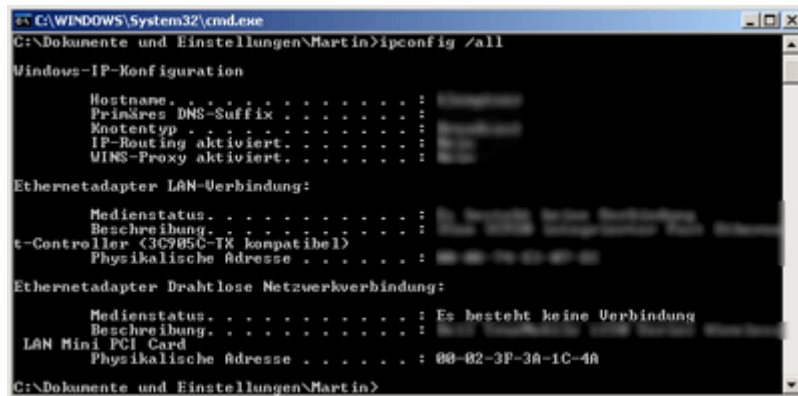 C:\WINDOWS\System32\cmd.exe
C:\Dokumente und Einstellungen\Martin>ipconfig /all
Windows-IP-Konfiguration
Hostname. . . . . . . . . . . . . :
Primäres DNS-Suffix . . . . . . . :
Knotentyp . . . . . . . . . . . . :
IP-Routing aktiviert. . . . . . . :
WINS-Proxy aktiviert. . . . . . . :
Ethernetadapter LAN-Verbindung:
Medienstatus. . . . . . . . . . . :
Beschreibung. . . . . . . . . . . :
t-Controller (3C905C-TX kompatibel)
Physikalische Adresse . . . . . . :
Ethernetadapter Drahtlose Netzwerkverbindung:
Medienstatus. . . . . . . . . . . : Es besteht keine Verbindung
Beschreibung. . . . . . . . . . . :
LAN Mini PCI Card
Physikalische Adresse . . . . . . : 00-02-3F-3A-1C-4A
C:\Dokumente und Einstellungen\Martin>